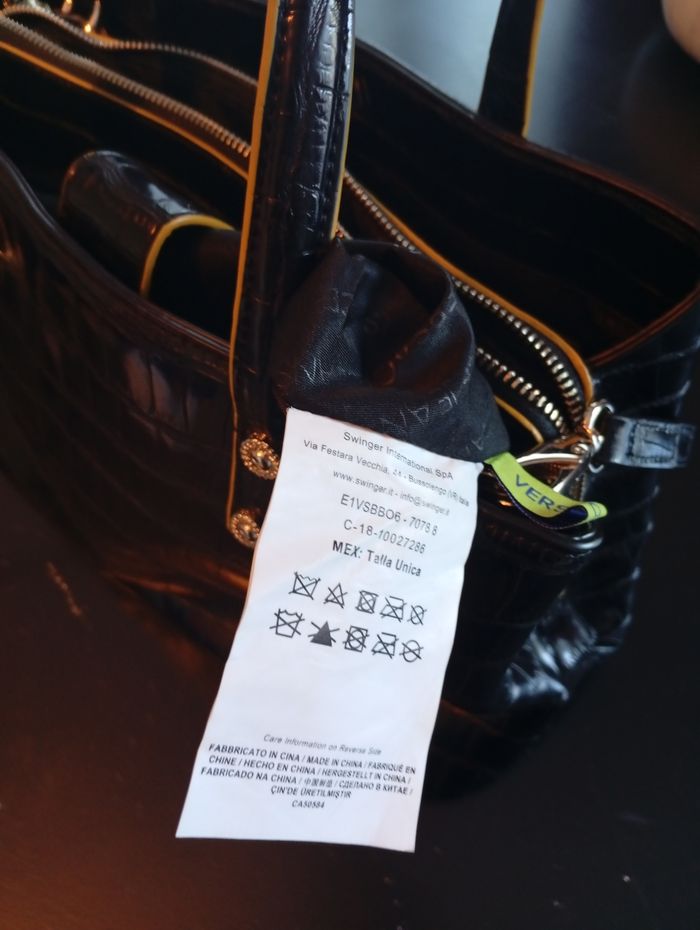 Swinger International SpA
Via Festara Vecchia, 44 - Bussolengo (VR) Italia
www.swinger.it - info@swinger.it
E1VSBBO6 - 7078 8
C-18-10027286
MEX: Talla Unica
VERS
Care Information on Reverse Side
FABBRICATO IN CINA / MADE IN CHINA / FABRIQUÉ EN
CHINE / HECHO EN CHINA / HERGESTELLT IN CHINA /
FABRICADO NA CHINA / 中国制造 / СДЕЛАНО В КИТАЕ /
ÇIN'DE ÜRETILMIŞTIR
CA50584